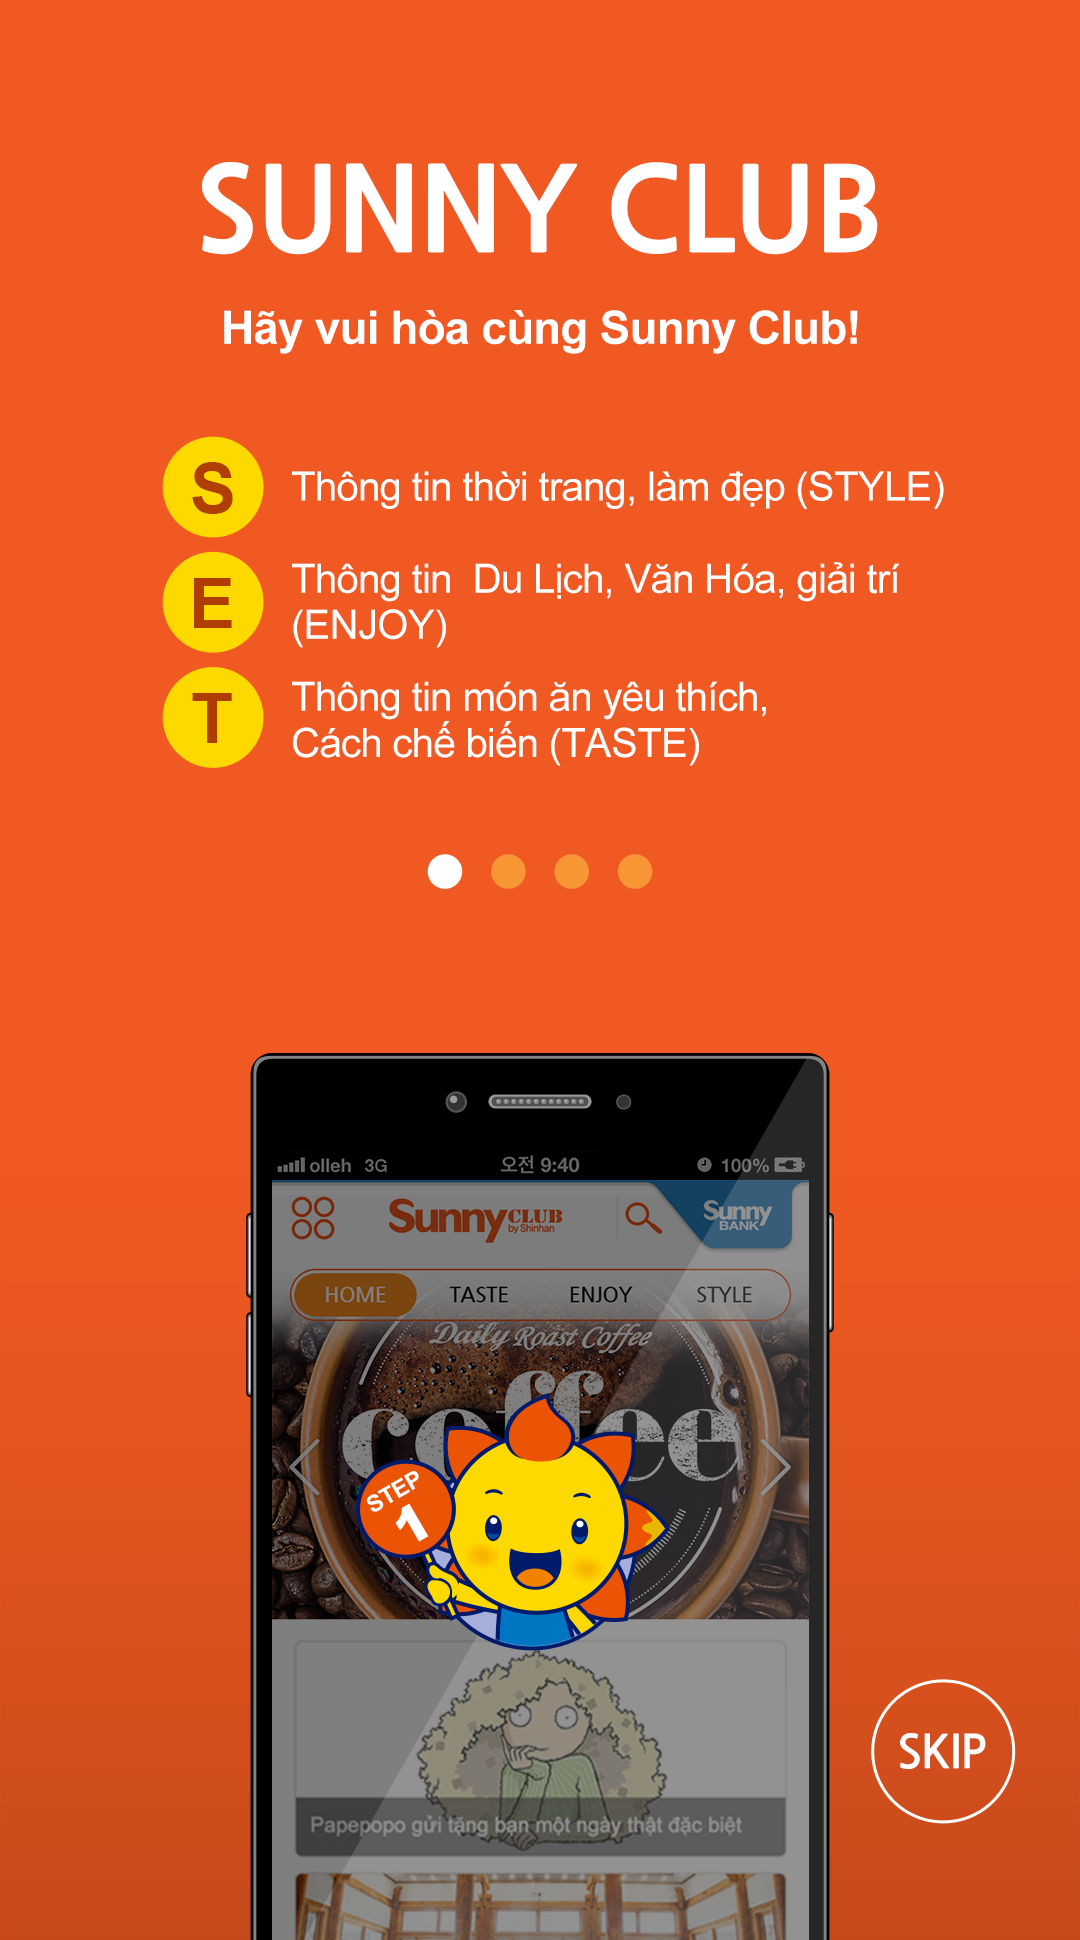 SUNNY CLUB
Hãy vui hòa cùng Sunny Club!
S
Thông tin thời trang, làm đẹp (STYLE)
E
Thông tin Du Lịch, Văn Hóa, giải trí
(ENJOY)
T
Thông tin món ăn yêu thích,
Cách chế biến (TASTE)
olleh 3G 오전 9:40 100%
Sunny CLUB
by Shinhan
Sunny
BANK
HOME TASTE ENJOY STYLE
Daily Roast Coffee
coffee
STEP
1
Papepopo gửi tặng bạn một ngày thật đặc biệt
SKIP